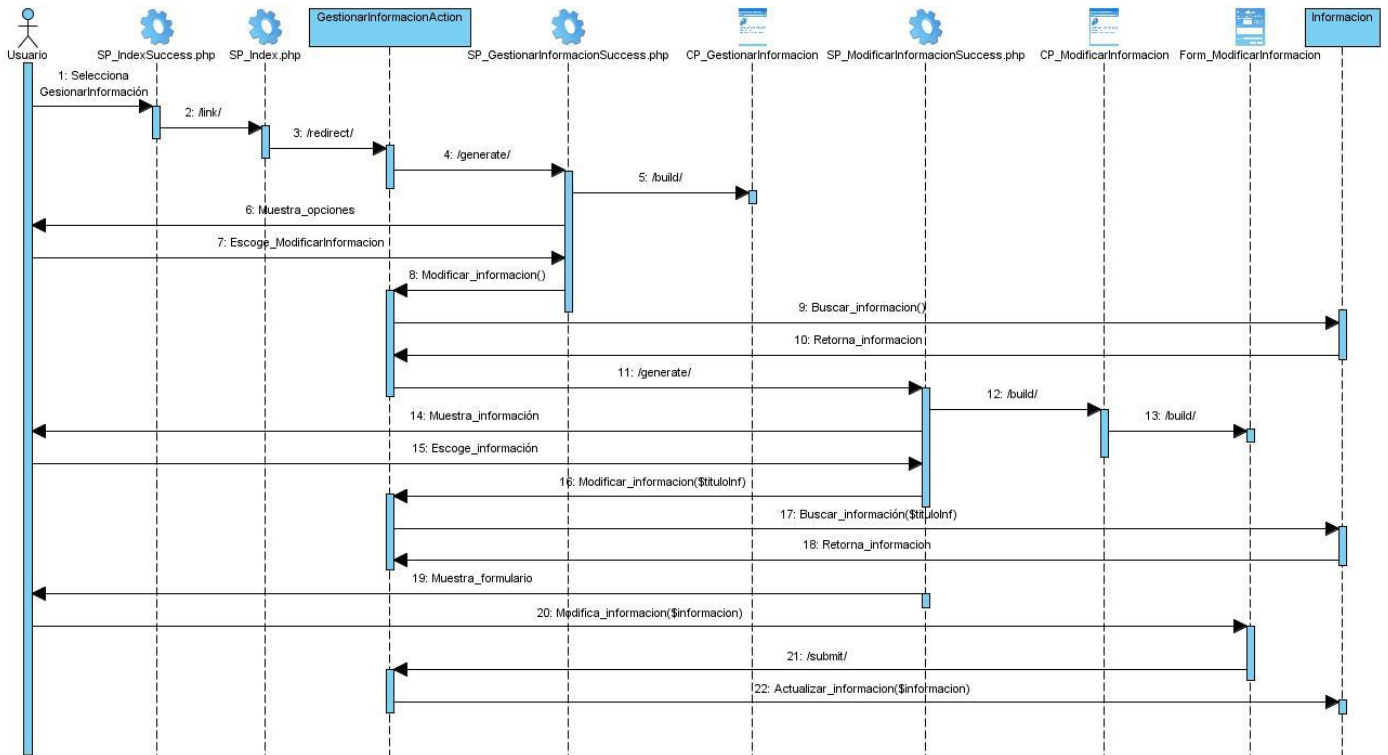 GestionarInformacionAction
Informacion
Usuario
SP_IndexSuccess.php
SP_Index.php
SP_GestionarInformacionSuccess.php
CP_GestionarInformacion
SP_ModificarInformacionSuccess.php
CP_ModificarInformacion
Form_ModificarInformacion
1: Selecciona
GesionarInformación
2: /link/
3: /redirect/
4: /generate/
5: /build/
6: Muestra_opciones
7: Escoge_ModificarInformacion
8: Modificar_informacion()
9: Buscar_informacion()
10: Retorna_informacion
11: /generate/
12: /build/
13: /build/
14: Muestra_información
15: Escoge_información
16: Modificar_informacion($tituloInf)
17: Buscar_información($tituloInf)
18: Retorna_informacion
19: Muestra_formulario
20: Modifica_informacion($informacion)
21: /submit/
22: Actualizar_informacion($informacion)